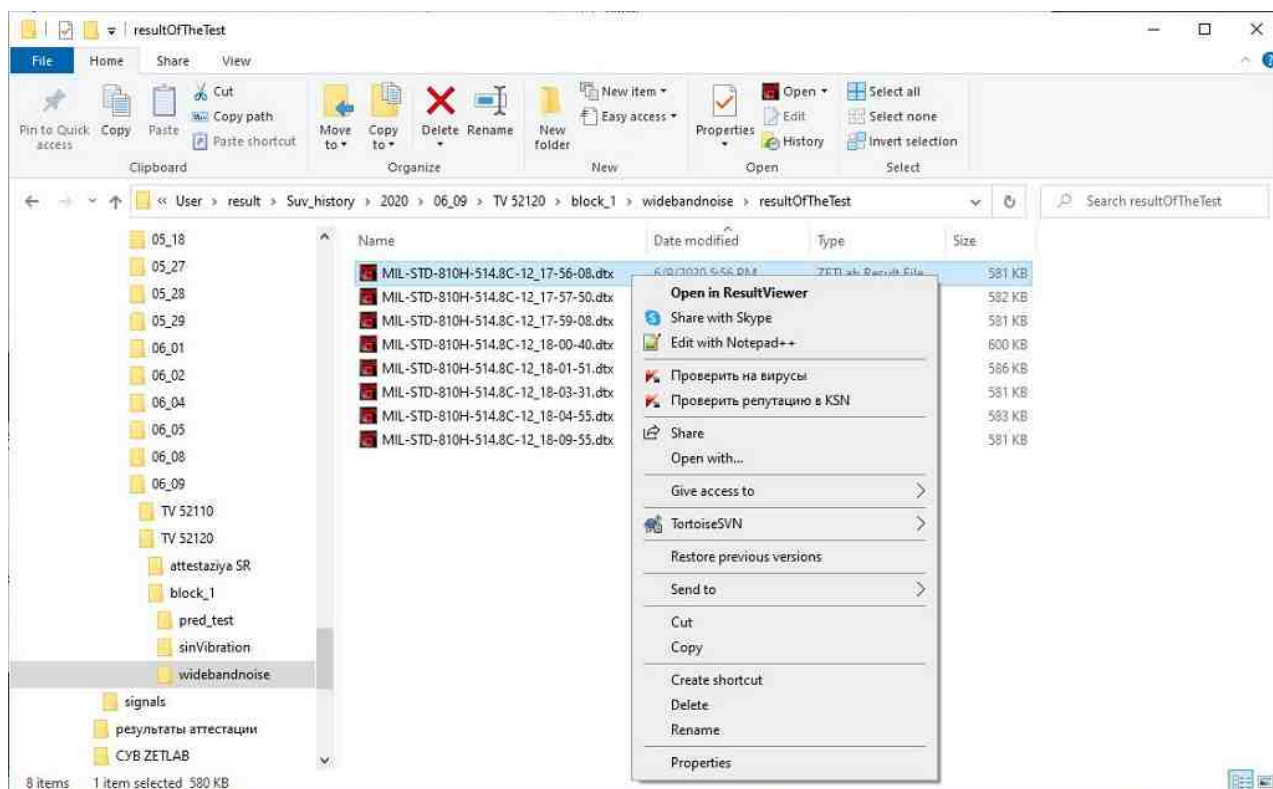 resultOfTheTest
File Home Share View
Pin to Quick access
Copy
Paste
Cut
Copy path
Paste shortcut
Clipboard
Move to
Copy to
Delete
Rename
Organize
New folder
New item
Easy access
New
Properties
Open
Edit
History
Open
Select all
Select none
Invert selection
Select
« User › result › Suv_history › 2020 › 06_09 › TV 52120 › block_1 › widebandnoise › resultOfTheTest
Search resultOfTheTest
05_18
05_27
05_28
05_29
06_01
06_02
06_04
06_05
06_08
06_09
TV 52110
TV 52120
attestaziya SR
block_1
pred_test
sinVibration
widebandnoise
signals
результаты аттестации
СУВ ZETLAB
Name Date modified Type Size
MIL-STD-810H-514.8C-12_17-56-08.dtx 6/9/2020 5:56 PM ZETLab Result File 581 KB
MIL-STD-810H-514.8C-12_17-57-50.dtx 582 KB
MIL-STD-810H-514.8C-12_17-59-08.dtx 581 KB
MIL-STD-810H-514.8C-12_18-00-40.dtx 600 KB
MIL-STD-810H-514.8C-12_18-01-51.dtx 586 KB
MIL-STD-810H-514.8C-12_18-03-31.dtx 581 KB
MIL-STD-810H-514.8C-12_18-04-55.dtx 583 KB
MIL-STD-810H-514.8C-12_18-09-55.dtx 581 KB
Open in ResultViewer
Share with Skype
Edit with Notepad++
Проверить на вирусы
Проверить репутацию в KSN
Share
Open with...
Give access to
TortoiseSVN
Restore previous versions
Send to
Cut
Copy
Create shortcut
Delete
Rename
Properties
8 items 1 item selected 580 KB